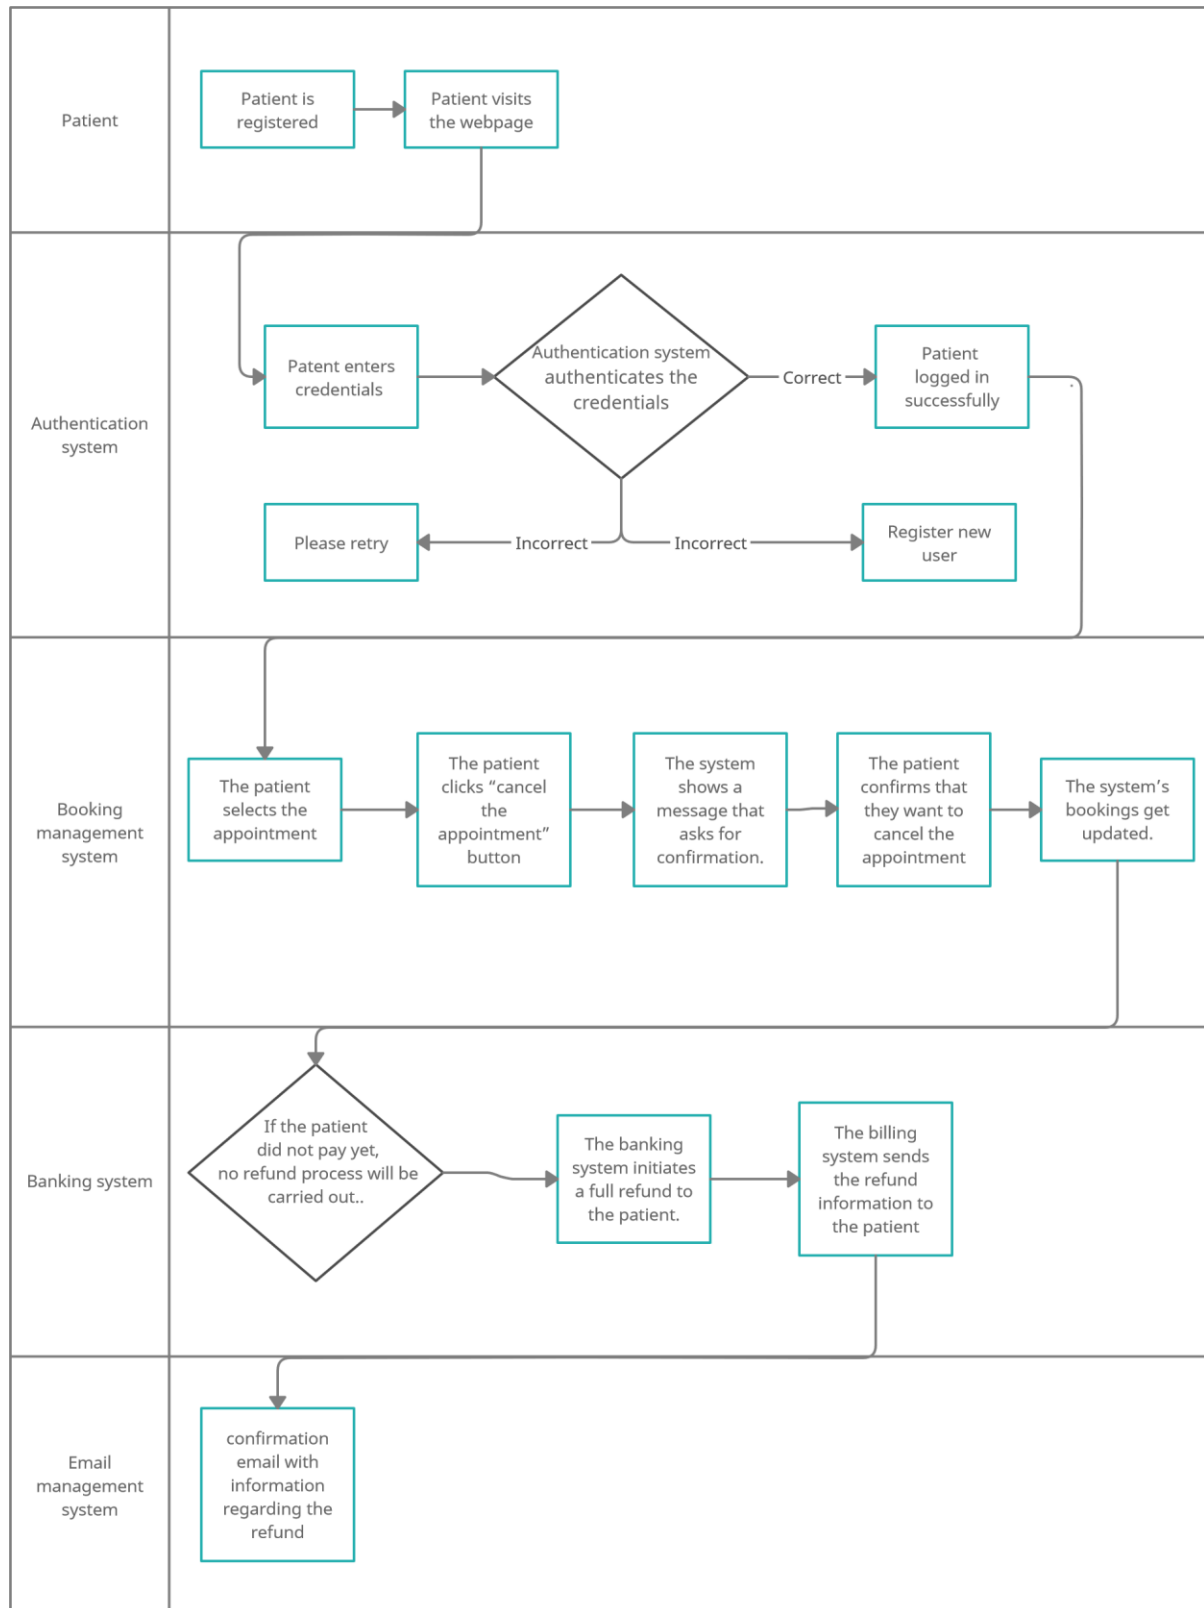 Patient
Patient is
registered
Patient visits
the webpage
Authentication
system
Patent enters
credentials
Authentication system
authenticates the
credentials
Correct
Patient
logged in
successfully
Please retry
Incorrect
Incorrect
Register new
user
Booking
management
system
The patient
selects the
appointment
The patient
clicks “cancel
the
appointment”
button
The system
shows a
message that
asks for
confirmation.
The patient
confirms that
they want to
cancel the
appointment
The system’s
bookings get
updated.
Banking system
If the patient
did not pay yet,
no refund process will be
carried out..
The banking
system initiates
a full refund to
the patient.
The billing
system sends
the refund
information to
the patient
Email
management
system
confirmation
email with
information
regarding the
refund